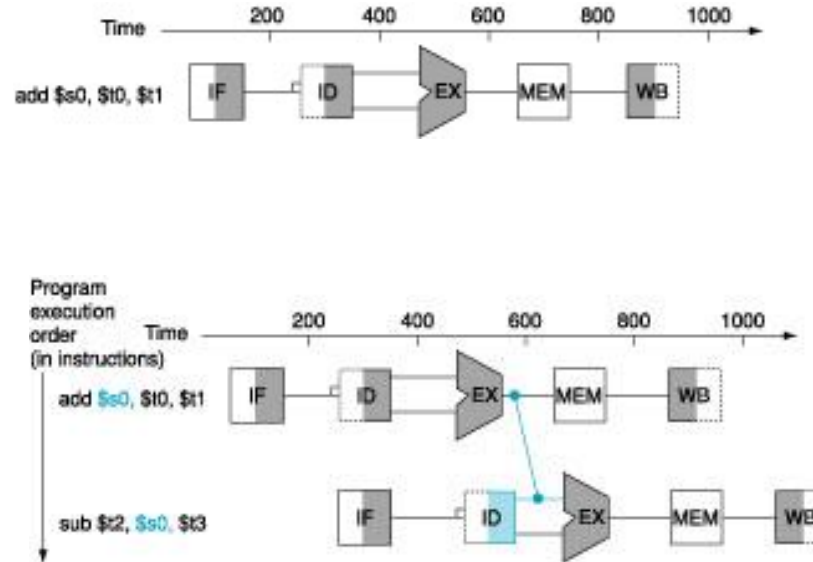 Time 200 400 600 800 1000
add $s0, $t0, $t1 IF ID EX MEM WB
Program
execution
order
(in instructions)
Time 200 400 600 800 1000
add $s0, $t0, $t1 IF ID EX MEM WB
sub $t2, $s0, $t3 IF ID EX MEM WB